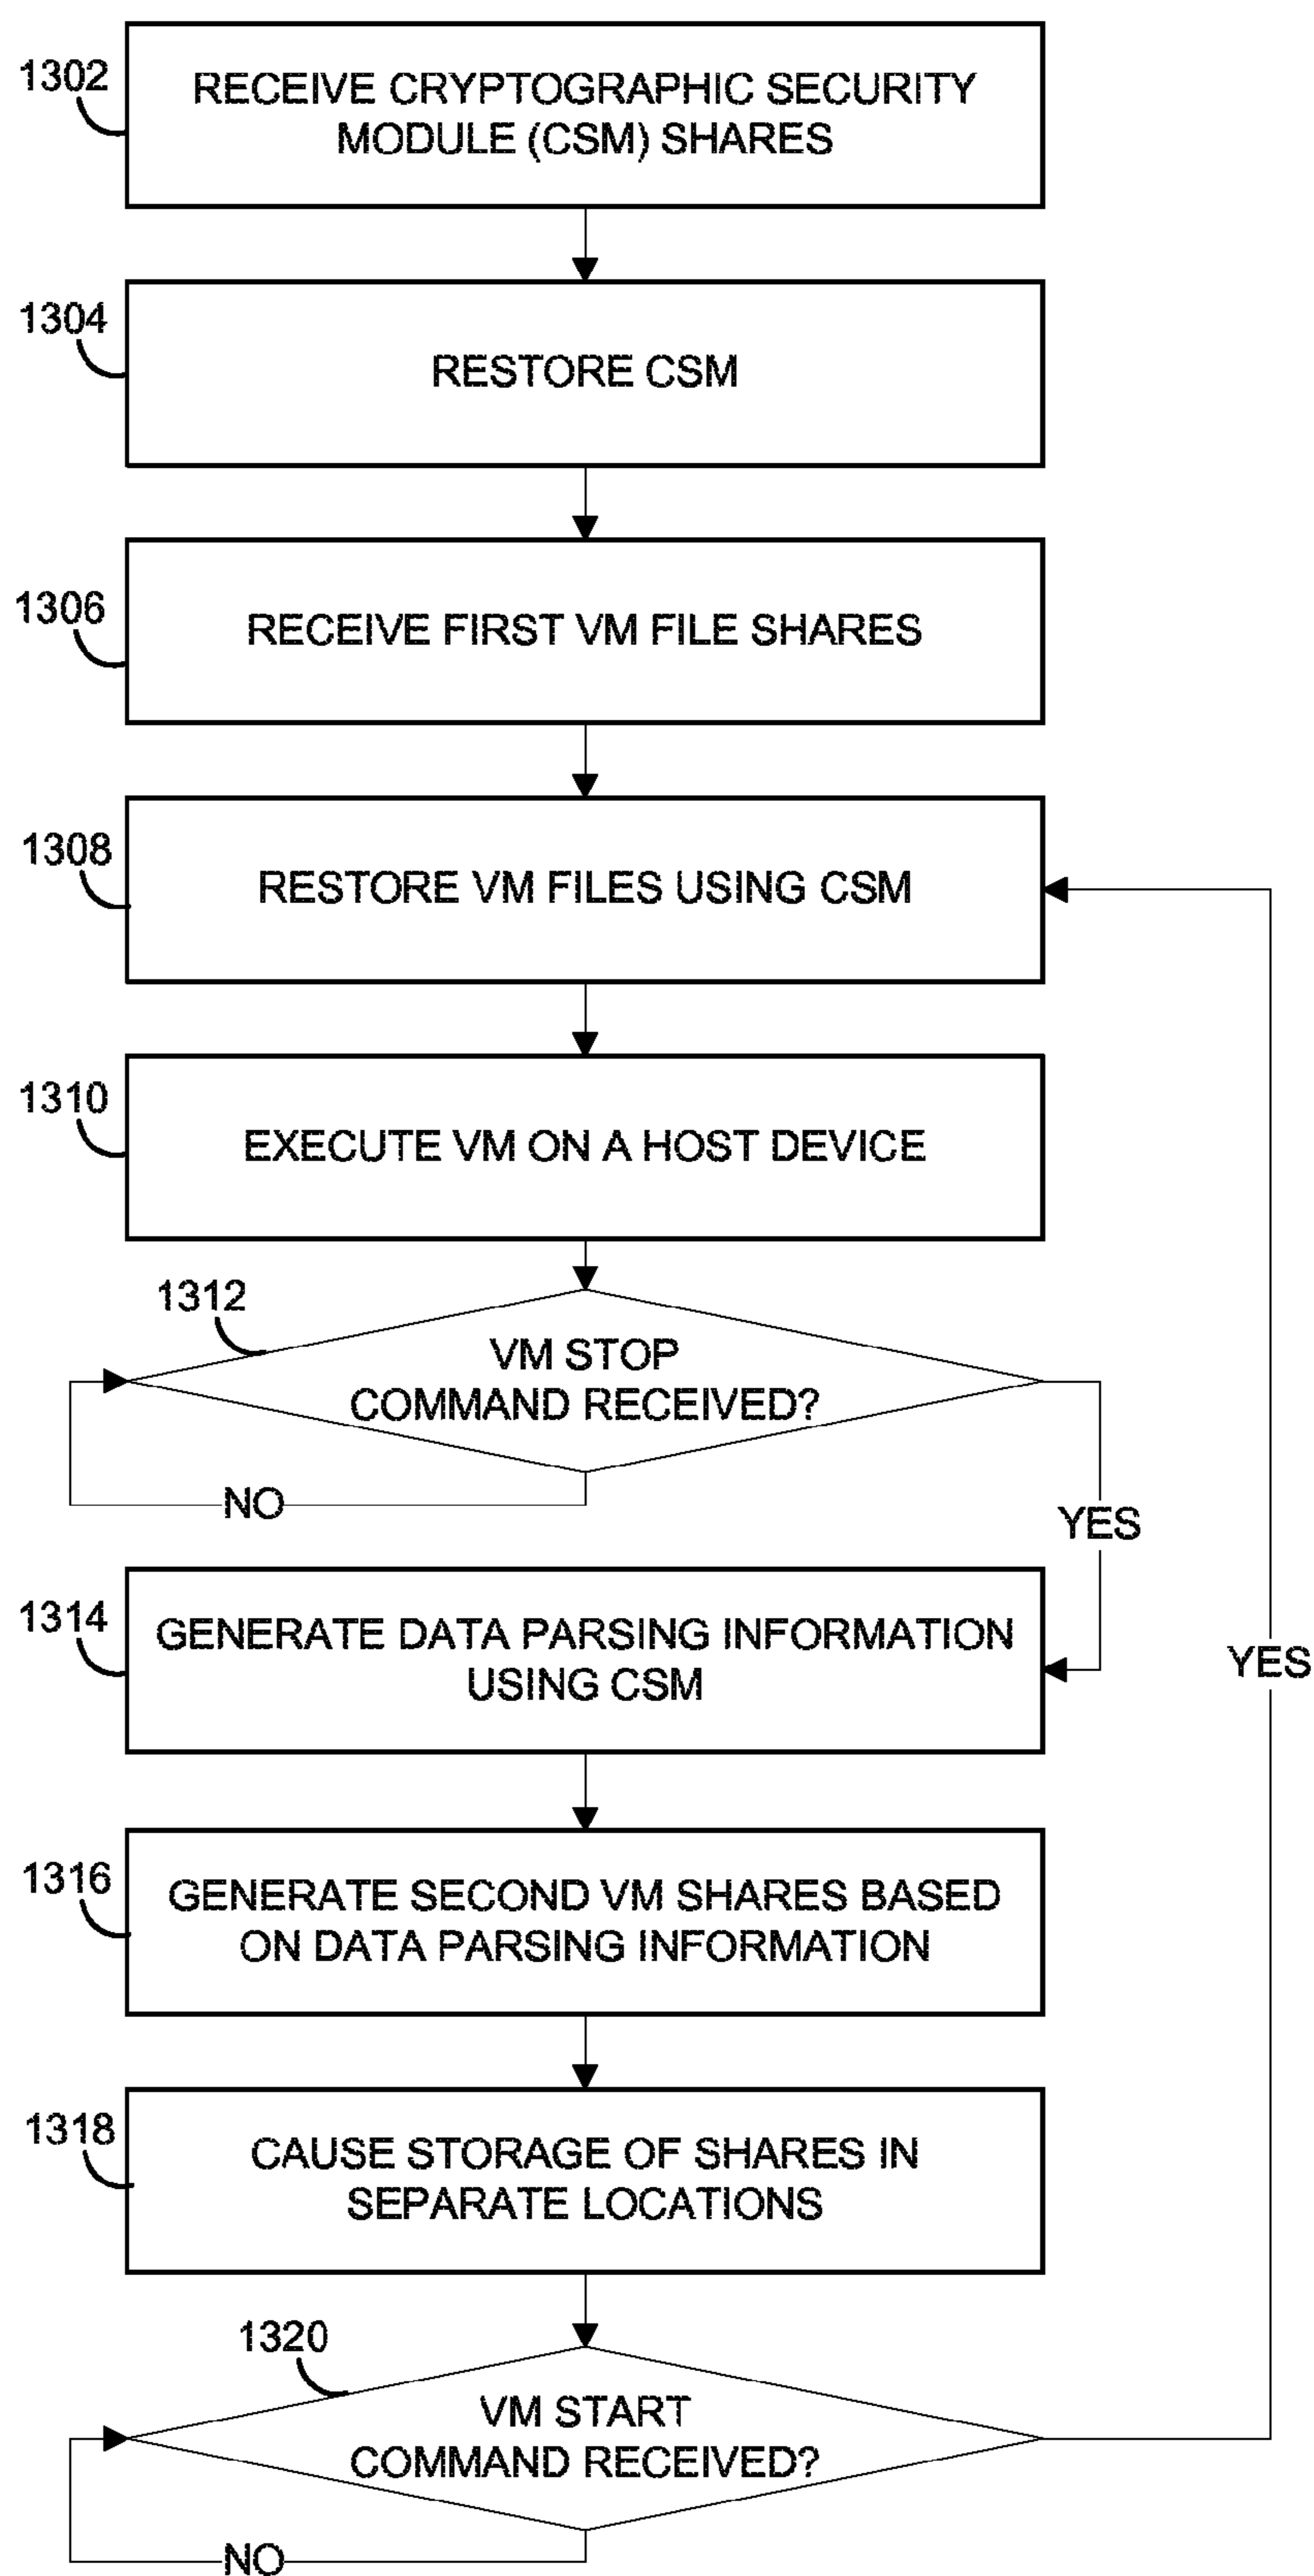 1302
RECEIVE CRYPTOGRAPHIC SECURITY
MODULE (CSM) SHARES
1304
RESTORE CSM
1306
RECEIVE FIRST VM FILE SHARES
1308
RESTORE VM FILES USING CSM
1310
EXECUTE VM ON A HOST DEVICE
1312
VM STOP
COMMAND RECEIVED?
NO
YES
1314
GENERATE DATA PARSING INFORMATION
USING CSM
YES
1316
GENERATE SECOND VM SHARES BASED
ON DATA PARSING INFORMATION
1318
CAUSE STORAGE OF SHARES IN
SEPARATE LOCATIONS
1320
VM START
COMMAND RECEIVED?
NO